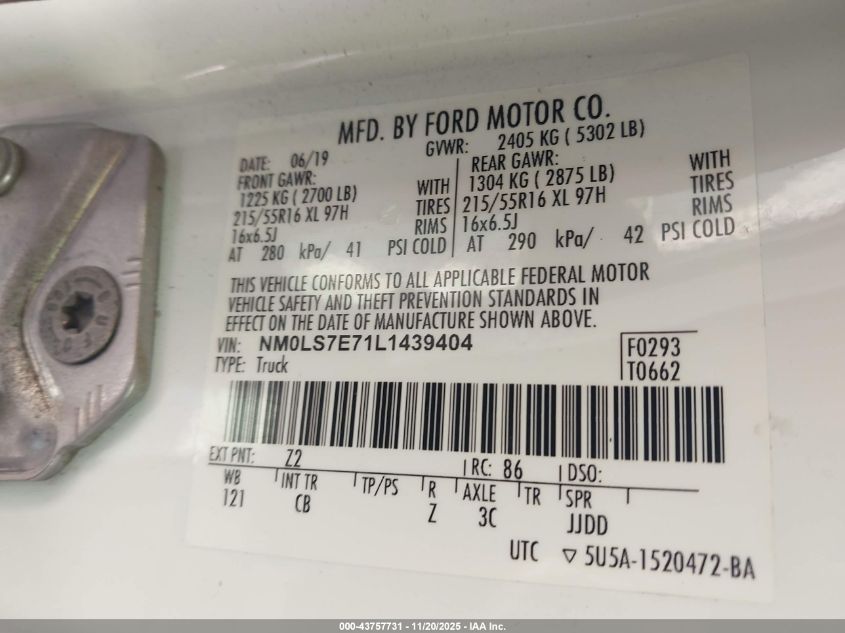 MFD. BY FORD MOTOR CO.
DATE: 06/19 GVWR: 2405 KG ( 5302 LB)
FRONT GAWR: REAR GAWR:
1225 KG ( 2700 LB) WITH 1304 KG ( 2875 LB) WITH
215/55R16 XL 97H TIRES 215/55R16 XL 97H TIRES
16x6.5J RIMS 16x6.5J RIMS
AT 280 kPa/ 41 PSI COLD AT 290 kPa/ 42 PSI COLD
THIS VEHICLE CONFORMS TO ALL APPLICABLE FEDERAL MOTOR
VEHICLE SAFETY AND THEFT PREVENTION STANDARDS IN
EFFECT ON THE DATE OF MANUFACTURE SHOWN ABOVE.
VIN: NM0LS7E71L1439404 F0293
TYPE: Truck T0662
EXT PNT: Z2 RC: 86 DSO:
WB INT TR TP/PS R AXLE TR SPR
121 CB Z 3C JJDD
UTC ▽ 5U5A-1520472-BA
000-43757731 - 11/20/2025 - IAA Inc.